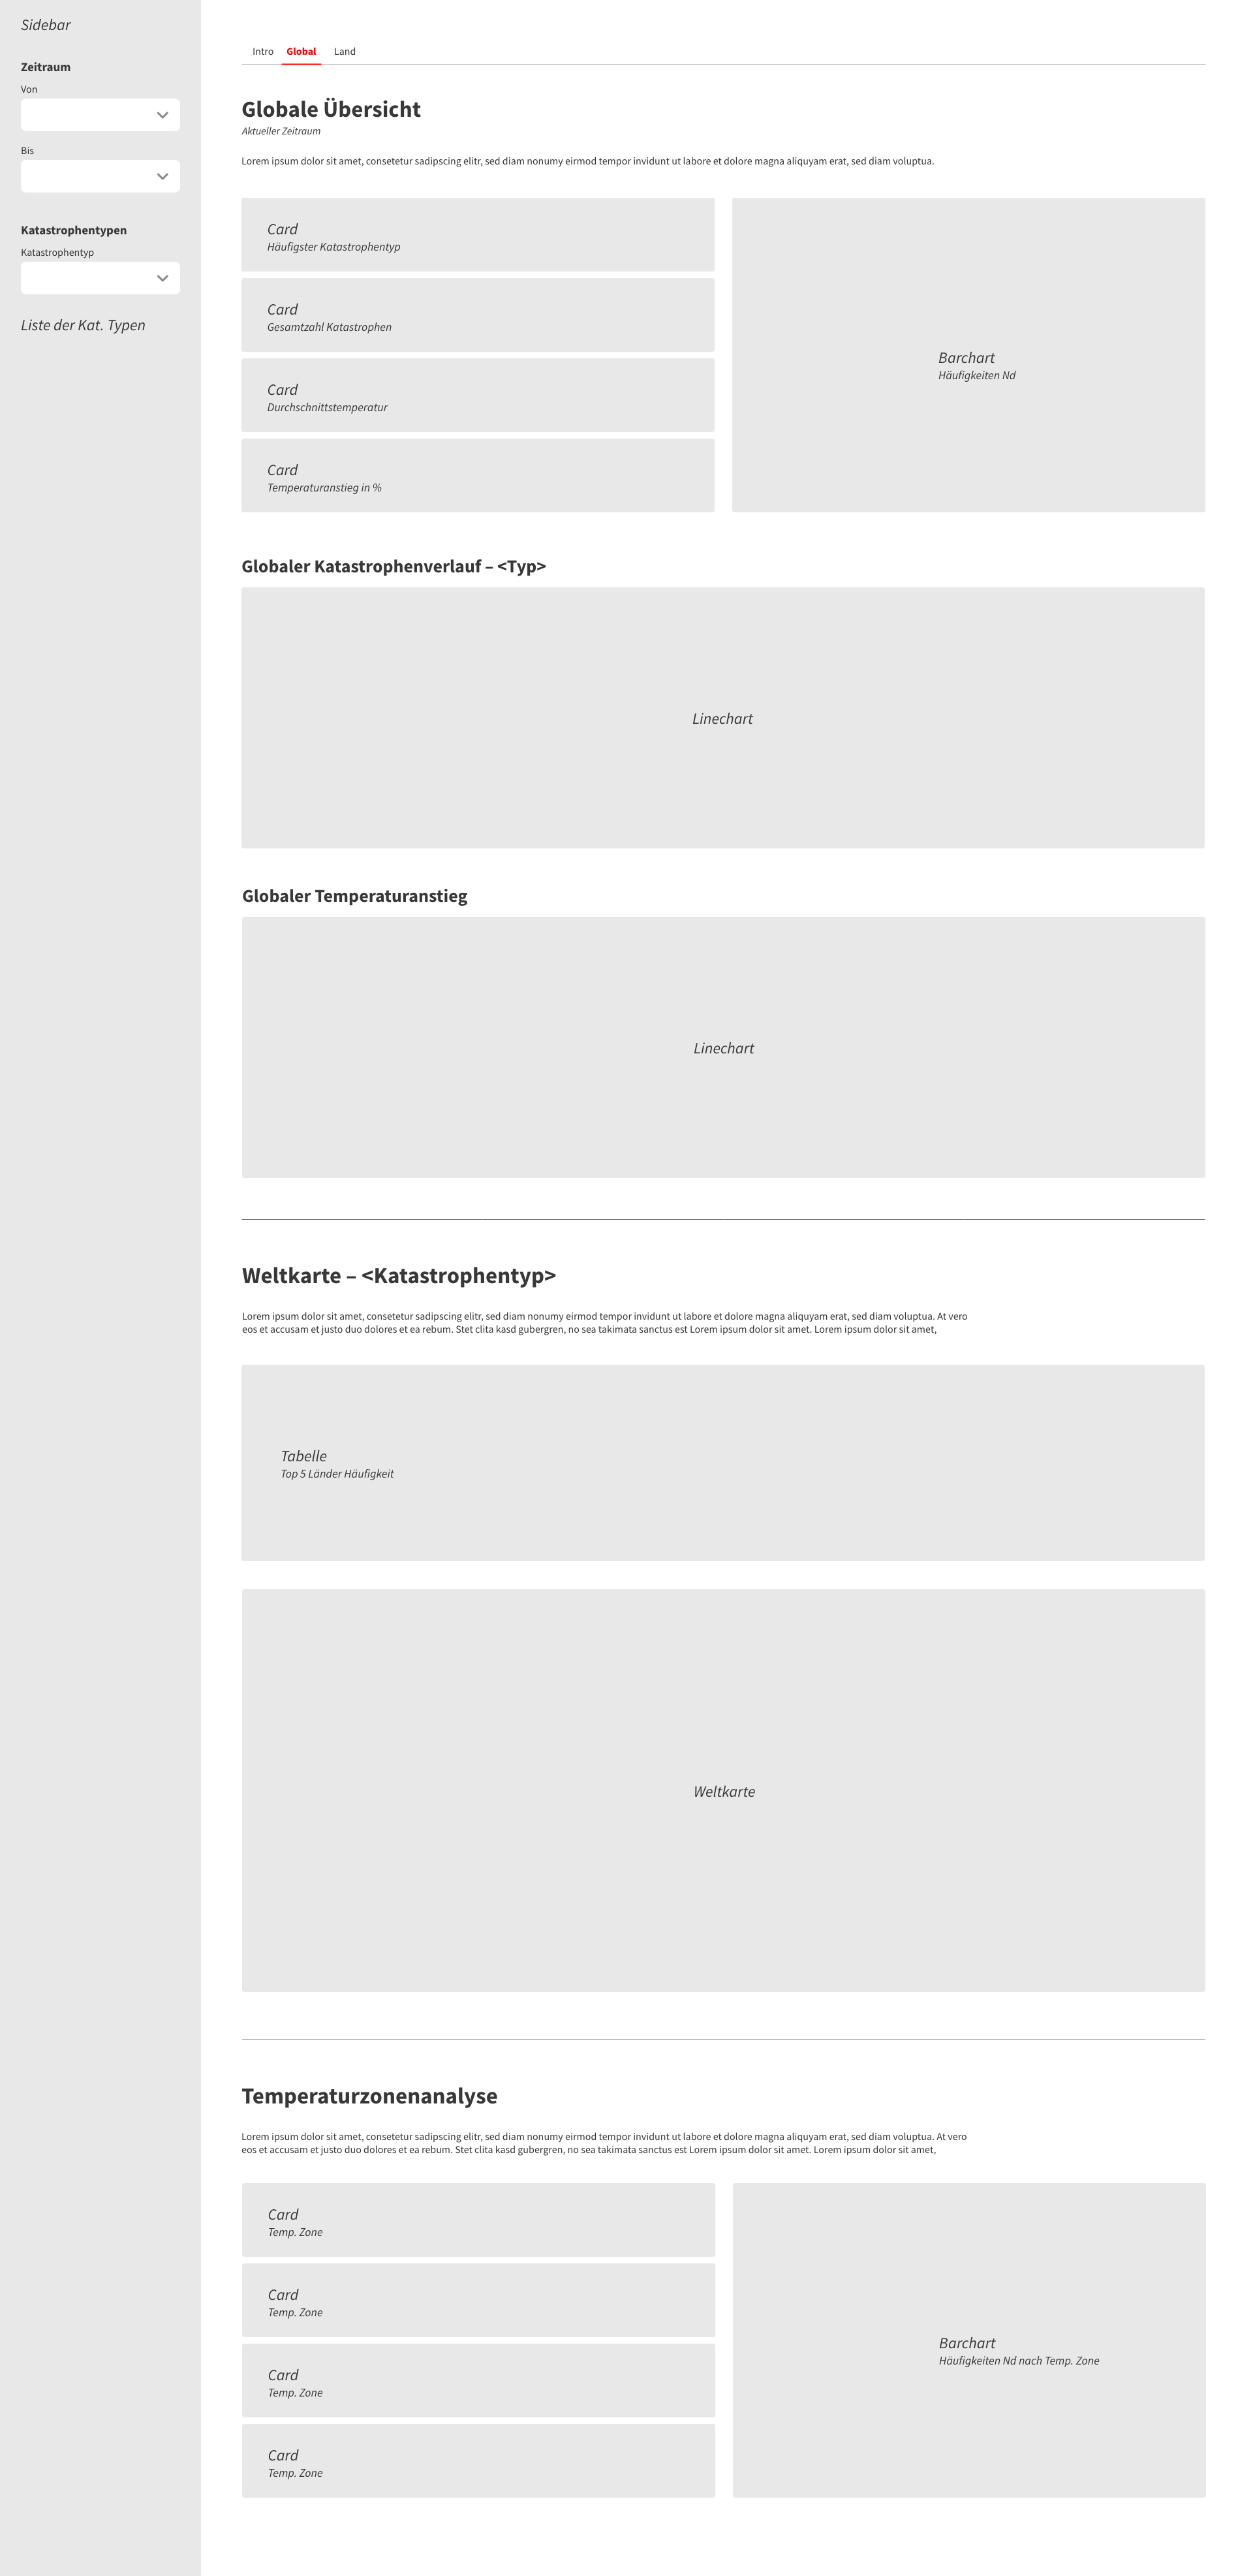 Sidebar
Zeitraum
Von
Bis
Katastrophentypen
Katastrophentyp
Liste der Kat. Typen
Intro Global Land
Globale Übersicht
Aktueller Zeitraum
Lorem ipsum dolor sit amet, consetetur sadipscing elitr, sed diam nonumy eirmod tempor invidunt ut labore et dolore magna aliquyam erat, sed diam voluptua.
Card
Häufigster Katastrophentyp
Card
Gesamtzahl Katastrophen
Card
Durchschnittstemperatur
Card
Temperaturanstieg in %
Barchart
Häufigkeiten Nd
Globaler Katastrophenverlauf – <Typ>
Linechart
Globaler Temperaturanstieg
Linechart
Weltkarte – <Katastrophentyp>
Lorem ipsum dolor sit amet, consetetur sadipscing elitr, sed diam nonumy eirmod tempor invidunt ut labore et dolore magna aliquyam erat, sed diam voluptua. At vero
eos et accusam et justo duo dolores et ea rebum. Stet clita kasd gubergren, no sea takimata sanctus est Lorem ipsum dolor sit amet. Lorem ipsum dolor sit amet,
Tabelle
Top 5 Länder Häufigkeit
Weltkarte
Temperaturzonenanalyse
Lorem ipsum dolor sit amet, consetetur sadipscing elitr, sed diam nonumy eirmod tempor invidunt ut labore et dolore magna aliquyam erat, sed diam voluptua. At vero
eos et accusam et justo duo dolores et ea rebum. Stet clita kasd gubergren, no sea takimata sanctus est Lorem ipsum dolor sit amet. Lorem ipsum dolor sit amet,
Card
Temp. Zone
Card
Temp. Zone
Card
Temp. Zone
Card
Temp. Zone
Barchart
Häufigkeiten Nd nach Temp. Zone